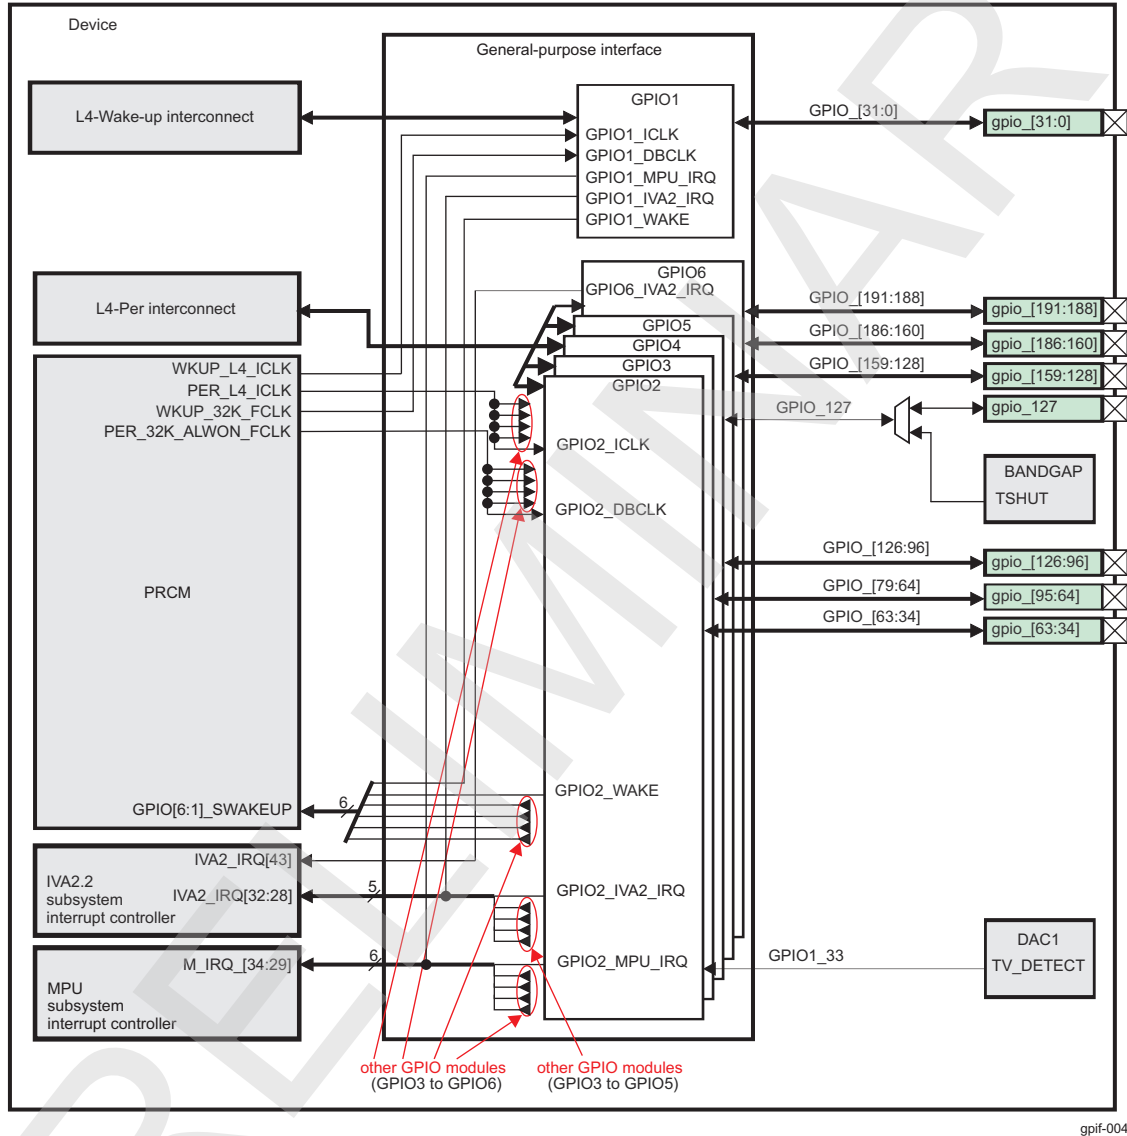 Device
General-purpose interface
L4-Wake-up interconnect
GPIO1
GPIO1_ICLK
GPIO1_DBCLK
GPIO1_MPU_IRQ
GPIO1_IVA2_IRQ
GPIO1_WAKE
GPIO_[31:0]
gpio_[31:0]
L4-Per interconnect
GPIO6
GPIO6_IVA2_IRQ
GPIO5
GPIO4
GPIO3
GPIO2
GPIO_[191:188]
gpio_[191:188]
GPIO_[186:160]
gpio_[186:160]
GPIO_[159:128]
gpio_[159:128]
GPIO_127
gpio_127
BANDGAP
TSHUT
WKUP_L4_ICLK
PER_L4_ICLK
WKUP_32K_FCLK
PER_32K_ALWON_FCLK
GPIO2_ICLK
GPIO2_DBCLK
GPIO_[126:96]
gpio_[126:96]
GPIO_[79:64]
gpio_[95:64]
GPIO_[63:34]
gpio_[63:34]
PRCM
GPIO[6:1]_SWAKEUP
6
GPIO2_WAKE
IVA2_IRQ[43]
IVA2.2
subsystem
interrupt controller
IVA2_IRQ[32:28]
5
GPIO2_IVA2_IRQ
M_IRQ_[34:29]
6
GPIO2_MPU_IRQ
MPU
subsystem
interrupt controller
GPIO1_33
DAC1
TV_DETECT
other GPIO modules
(GPIO3 to GPIO6)
other GPIO modules
(GPIO3 to GPIO5)
gpif-004
PRELIMINAR